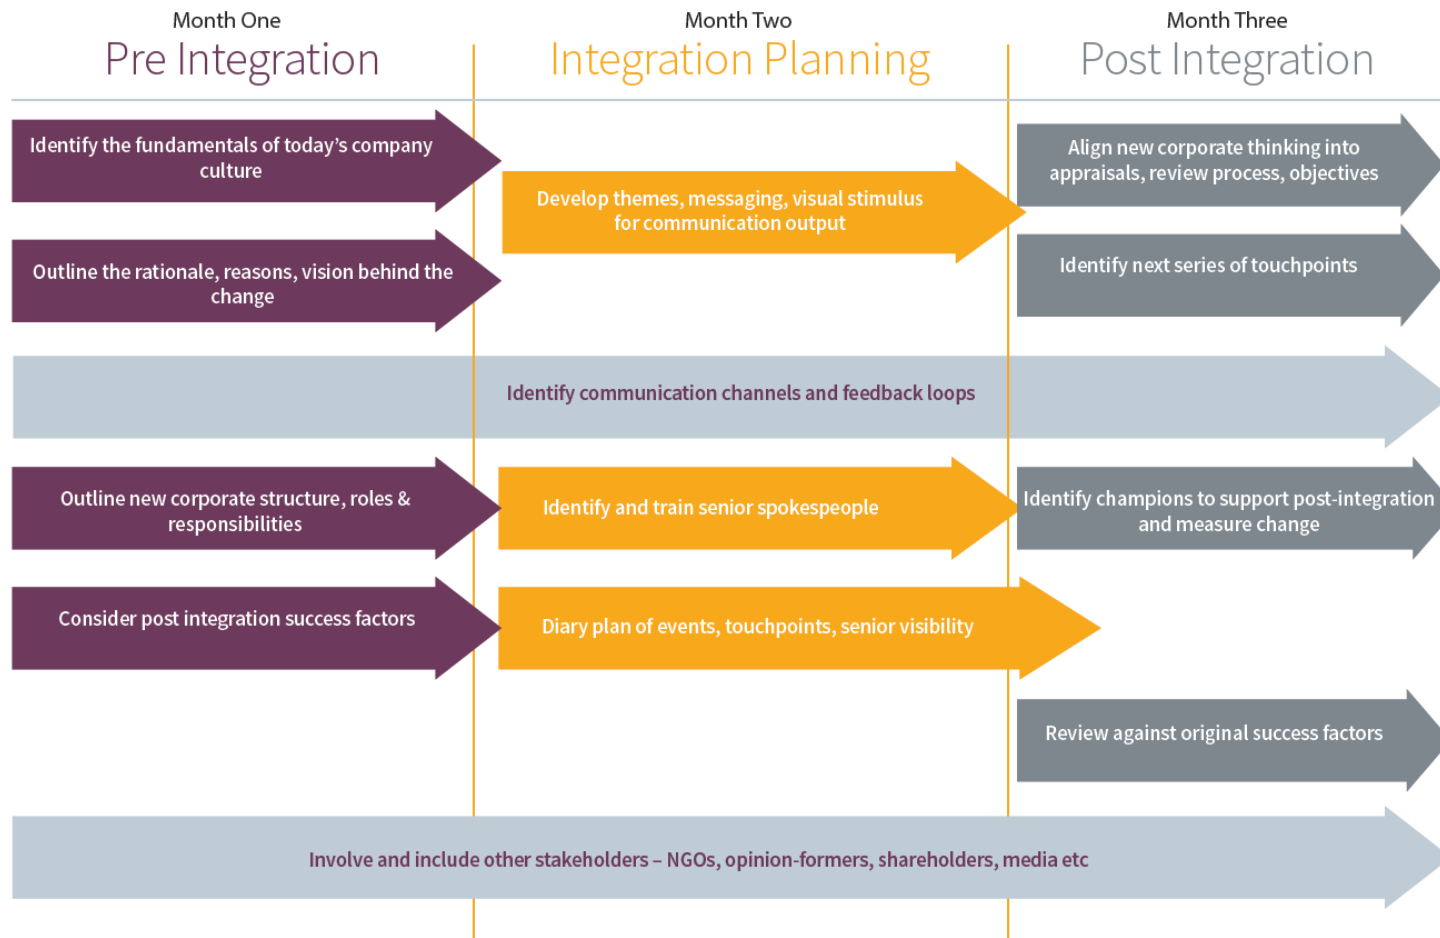 Month One
Pre Integration
Month Two
Integration Planning
Month Three
Post Integration
Identify the fundamentals of today’s company
culture
Develop themes, messaging, visual stimulus
for communication output
Align new corporate thinking into
appraisals, review process, objectives
Outline the rationale, reasons, vision behind the
change
Identify next series of touchpoints
Identify communication channels and feedback loops
Outline new corporate structure, roles &
responsibilities
Identify and train senior spokespeople
Identify champions to support post-integration
and measure change
Consider post integration success factors
Diary plan of events, touchpoints, senior visibility
Review against original success factors
Involve and include other stakeholders – NGOs, opinion-formers, shareholders, media etc